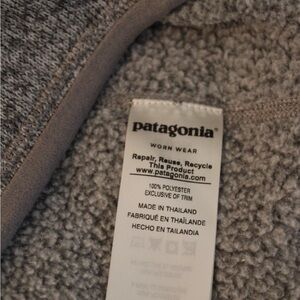 patagonia®
WORN WEAR
Repair, Reuse, Recycle
This Product
www.patagonia.com
100% POLYESTER
EXCLUSIVE OF TRIM
MADE IN THAILAND
FABRIQUÉ EN THAÏLANDE
HECHO EN TAILANDIA